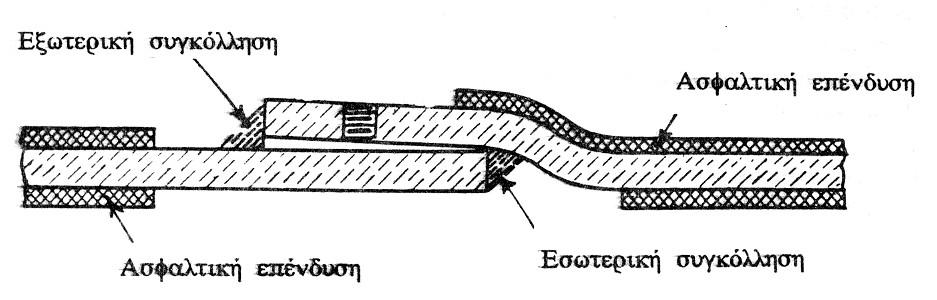 Εξωτερική συγκόλληση
Ασφαλτική επένδυση
Ασφαλτική επένδυση
Εσωτερική συγκόλληση